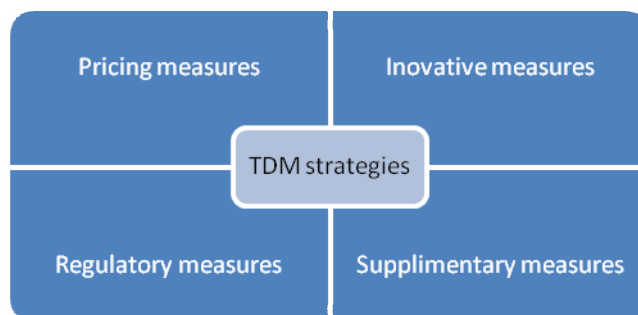 Pricing measures
Inovative measures
TDM strategies
Regulatory measures
Supplimentary measures